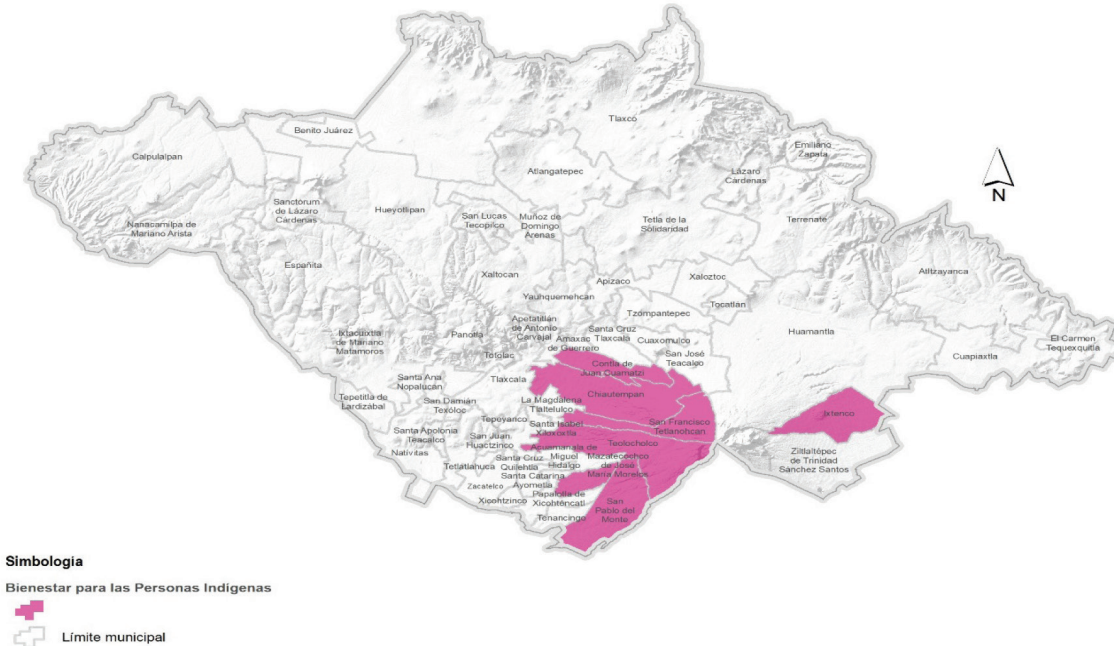 Tlaxco
Benito Juárez
Emiliano
Zapata
Calpulalpan
Atlangatepec
Lázaro
Cárdenas
Sanctórum
de Lázaro
Cárdenas
Hueyotlipan
San Lucas
Tecopilco
Muñoz de
Domingo
Arenas
Tetla de la
Solidaridad
Terrenate
Nanacamilpa de
Mariano Arista
N
Españita
Xaltocan
Apizaco
Xaloztoc
Altzayanca
Yauhquemehcan
Tocatlán
Tzompantepec
Ixtacuixtla
de Mariano
Matamoros
Panotla
Apetatitlán
de Antonio
Carvajal
Santa Cruz
Tlaxcala
Cuaxomulco
Huamantla
El Carmen
Tequexquitla
Amaxac
de Guerrero
Totolac
San José
Teacalco
Cuapiaxtla
Contla de
Juan Cuamatzi
Santa Ana
Nopalucan
Tlaxcala
Chiautempan
Tepetitla de
Lardizábal
San Damián
Texóloc
La Magdalena
Tlaltelulco
Ixtenco
Tepeyanco
Santa Isabel
Xiloxoxtla
San Francisco
Tetlanohcan
Santa Apolonia
Teacalco
San Juan
Huactzinco
Acuamanala de
Miguel
Hidalgo
Teolocholco
Nativitas
Ziltlaltépec
de Trinidad
Sánchez Santos
Tetlatlahuca
Santa Cruz
Quilehtla
Mazatecochco
de José
María Morelos
Santa Catarina
Ayometla
Zacatelco
Xicohtzinco
Papalotla de
Xicohténcatl
San
Pablo del
Monte
Tenancingo
Simbología
Bienestar para las Personas Indígenas
Límite municipal